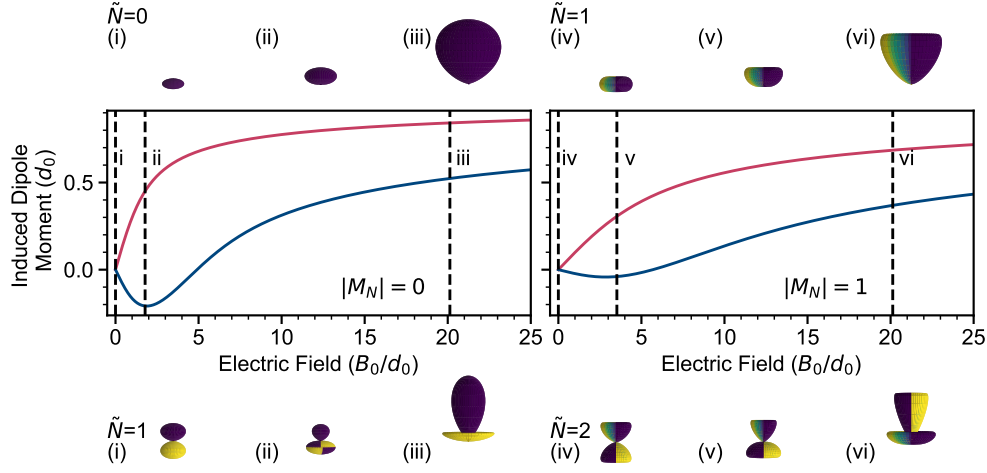 Ñ=0
Ñ=1
(i)
(ii)
(iii)
(iv)
(v)
(vi)
Induced Dipole
Moment (d₀)
0.5
0.0
i
ii
iii
|M_N| = 0
iv
v
vi
|M_N| = 1
0
5
10
15
20
25
0
5
10
15
20
25
Electric Field (B₀/d₀)
Electric Field (B₀/d₀)
Ñ=1
Ñ=2
(i)
(ii)
(iii)
(iv)
(v)
(vi)